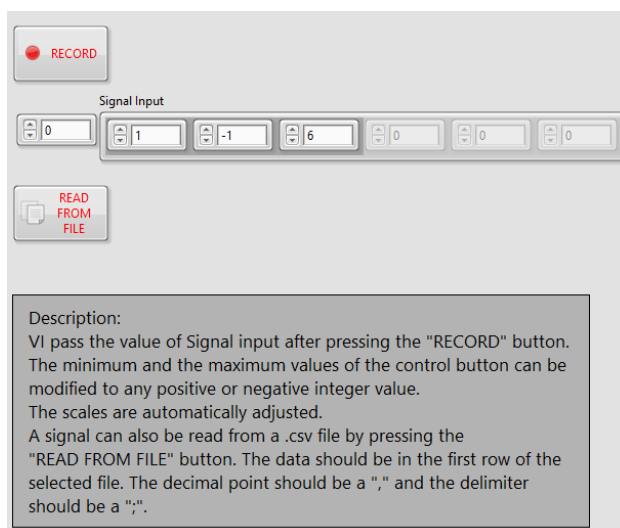 RECORD
Signal Input
0 1 -1 6 0 0 0
READ
FROM
FILE
Description:
VI pass the value of Signal input after pressing the "RECORD" button.
The minimum and the maximum values of the control button can be
modified to any positive or negative integer value.
The scales are automatically adjusted.
A signal can also be read from a .csv file by pressing the
"READ FROM FILE" button. The data should be in the first row of the
selected file. The decimal point should be a "," and the delimiter
should be a ";".